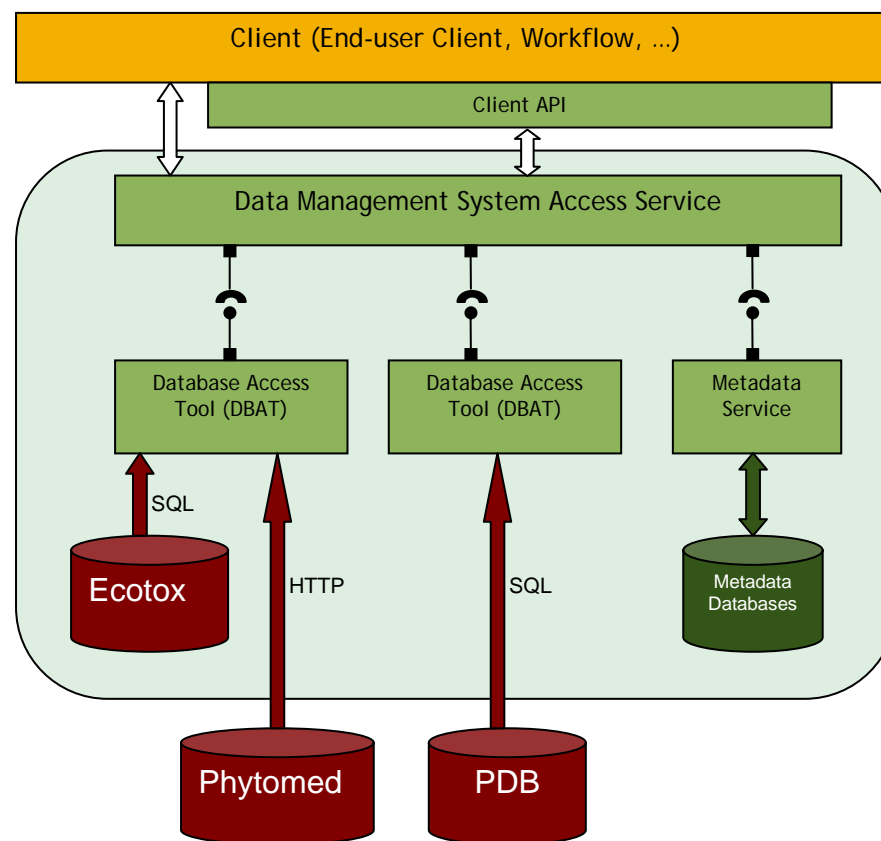 Client (End-user Client, Workflow, ...)
Client API
Data Management System Access Service
Database Access
Tool (DBAT)
Database Access
Tool (DBAT)
Metadata
Service
SQL
Ecotox
HTTP
SQL
Metadada
Databases
Phytomed
PDB